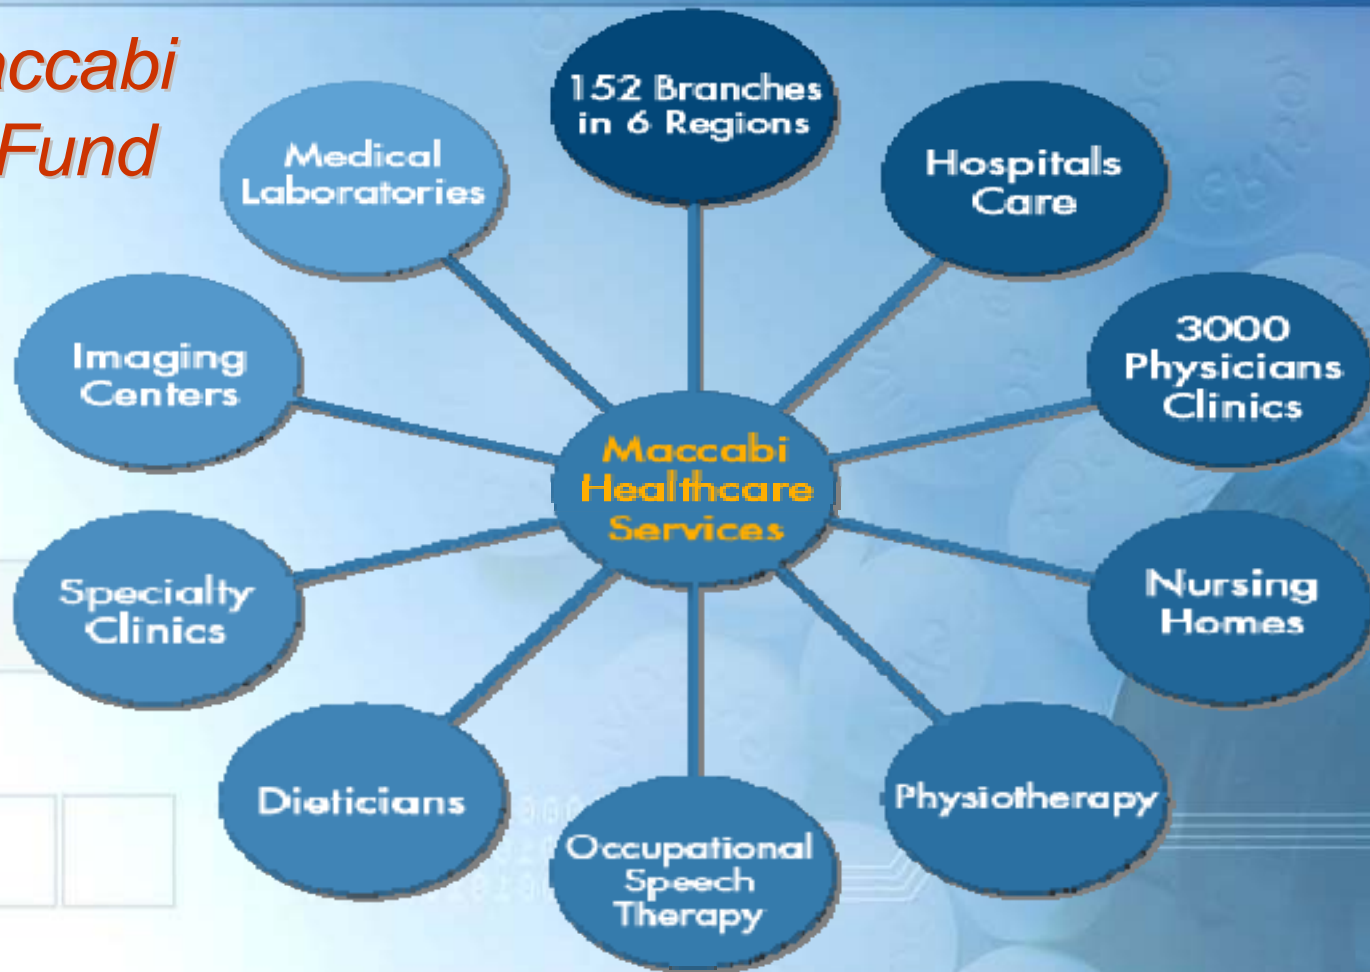 accabi
Fund
152 Branches
in 6 Regions
Medical
Laboratories
Hospitals
Care
Imaging
Centers
3000
Physicians
Clinics
Maccabi
Healthcare
Services
Specialty
Clinics
Nursing
Homes
Dieticians
Physiotherapy
Occupational
Speech
Therapy